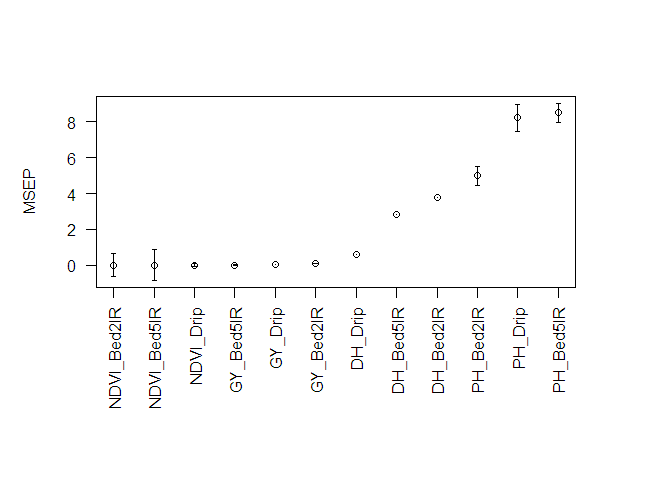 MSEP
8
6
4
2
0
NDVI_Bed2IR
NDVI_Bed5IR
NDVI_Drip
GY_Bed5IR
GY_Drip
GY_Bed2IR
DH_Drip
DH_Bed5IR
DH_Bed2IR
PH_Bed2IR
PH_Drip
PH_Bed5IR